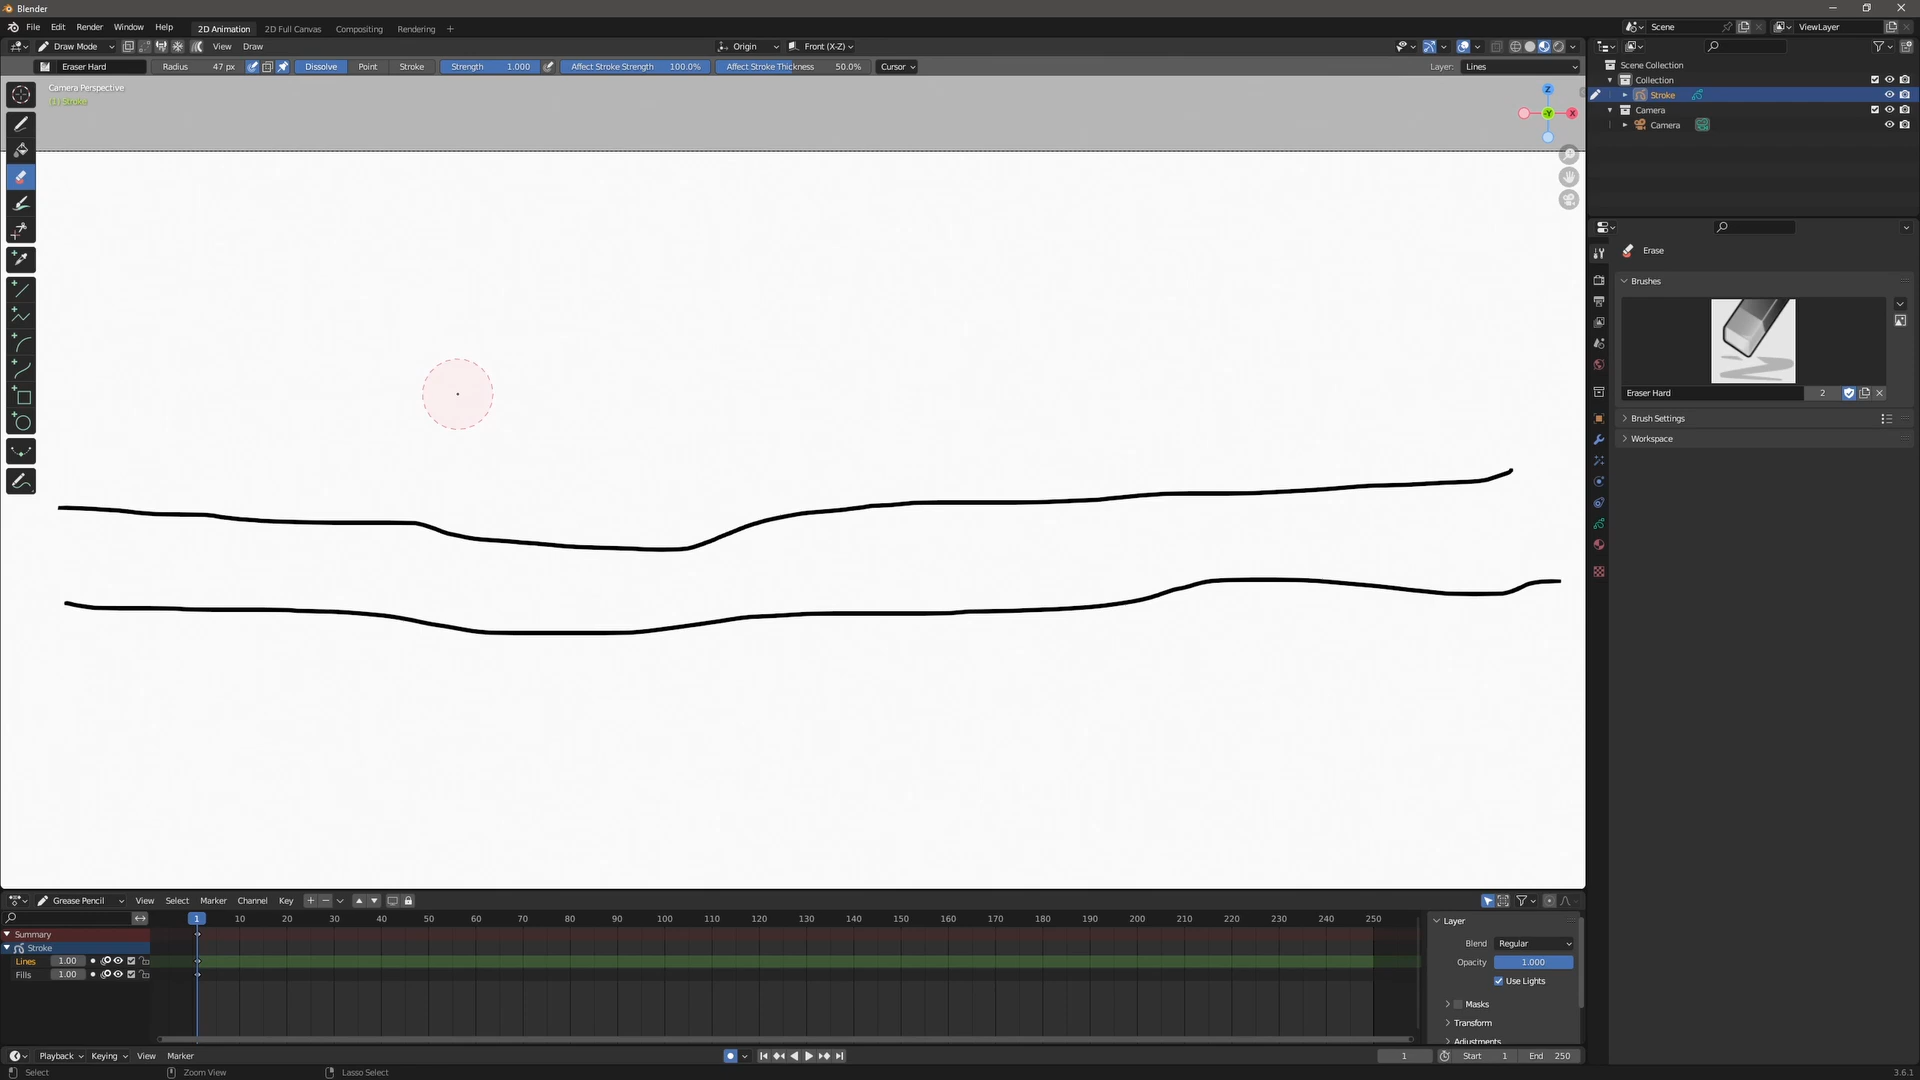 Blender
File Edit Render Window Help 2D Animation 2D Full Canvas Compositing Rendering + Scene ViewLayer
Draw Mode View Draw Origin Front (X-Z)
Eraser Hard Radius 47 px Dissolve Point Stroke Strength 1.000 Affect Stroke Strength 100.0% Affect Stroke Thickness 50.0% Cursor Layer: Lines
Camera Perspective
(1) Stroke
Z
-Y X
Scene Collection
Collection
Stroke
Camera
Camera
Erase
Brushes
Eraser Hard 2
Brush Settings
Workspace
Grease Pencil View Select Marker Channel Key
1 10 20 30 40 50 60 70 80 90 100 110 120 130 140 150 160 170 180 190 200 210 220 230 240 250
Summary
Stroke
Lines 1.00
Fills 1.00
Layer
Blend Regular
Opacity 1.000
Use Lights
Masks
Transform
Adjustments
Playback Keying View Marker 1 Start 1 End 250
Select Zoom View Lasso Select 3.6.1